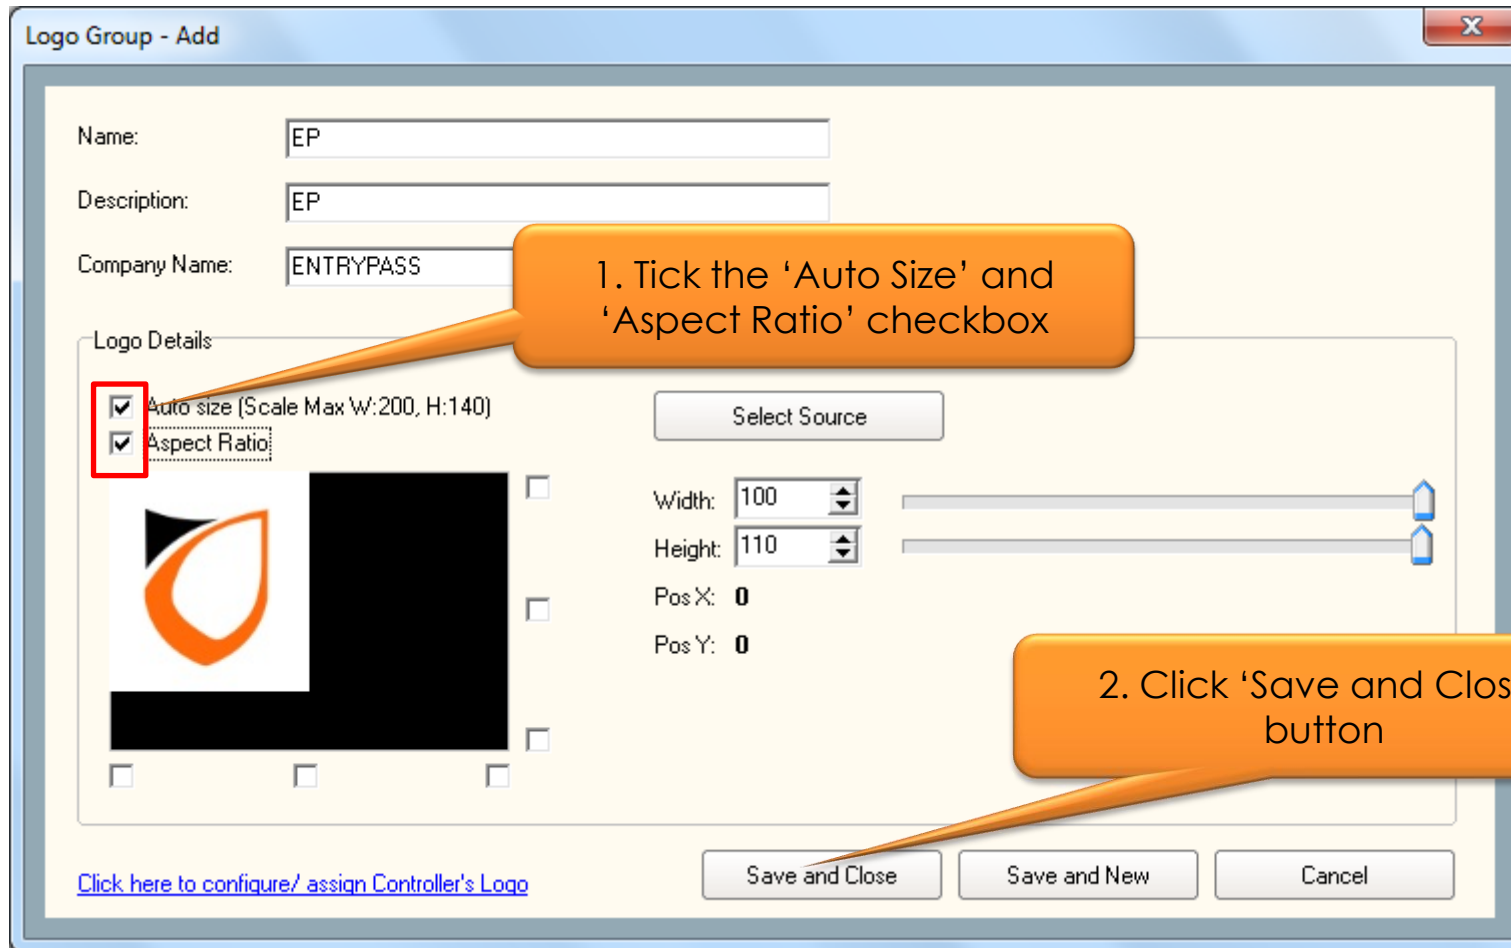 Logo Group - Add
X
Name: EP
Description: EP
Company Name: ENTRYPASS
1. Tick the ‘Auto Size’ and
‘Aspect Ratio’ checkbox
Logo Details
Auto size (Scale Max W:200, H:140)
Select Source
Aspect Ratio
Width: 100
Height: 110
Pos X: 0
Pos Y: 0
2. Click ‘Save and Clos
button
Click here to configure/ assign Controller's Logo
Save and Close
Save and New
Cancel